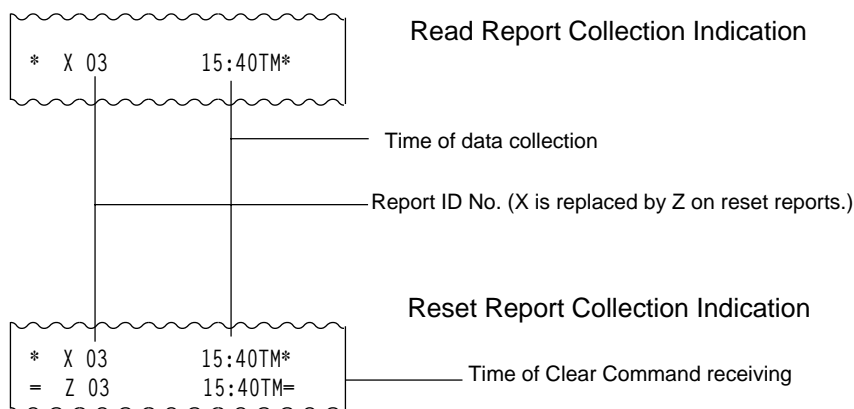 Read Report Collection Indication
* X 03 15:40TM*
Time of data collection
Report ID No. (X is replaced by Z on reset reports.)
Reset Report Collection Indication
* X 03 15:40TM*
= Z 03 15:40TM=
Time of Clear Command receiving